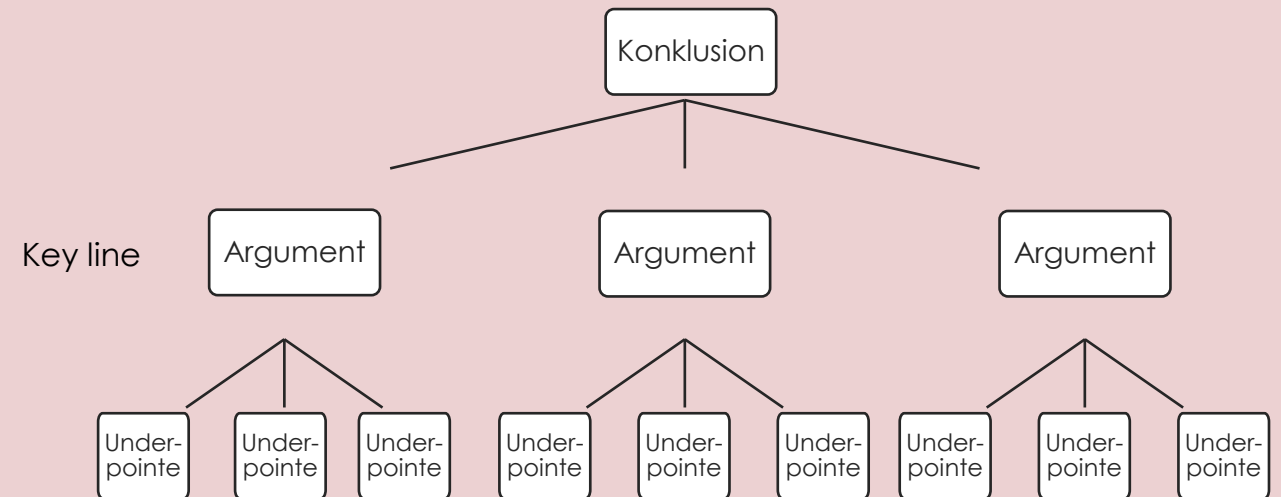 Konklusion
Key line
Argument
Argument
Argument
Under-
pointe
Under-
pointe
Under-
pointe
Under-
pointe
Under-
pointe
Under-
pointe
Under-
pointe
Under-
pointe
Under-
pointe